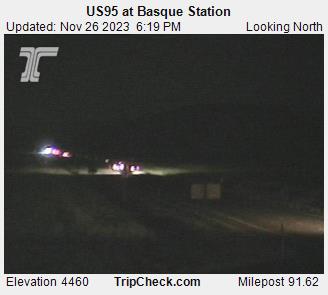 US95 at Basque Station
Updated: Nov 26 2023 6:19 PM Looking North
Elevation 4460 TripCheck.com Milepost 91.62